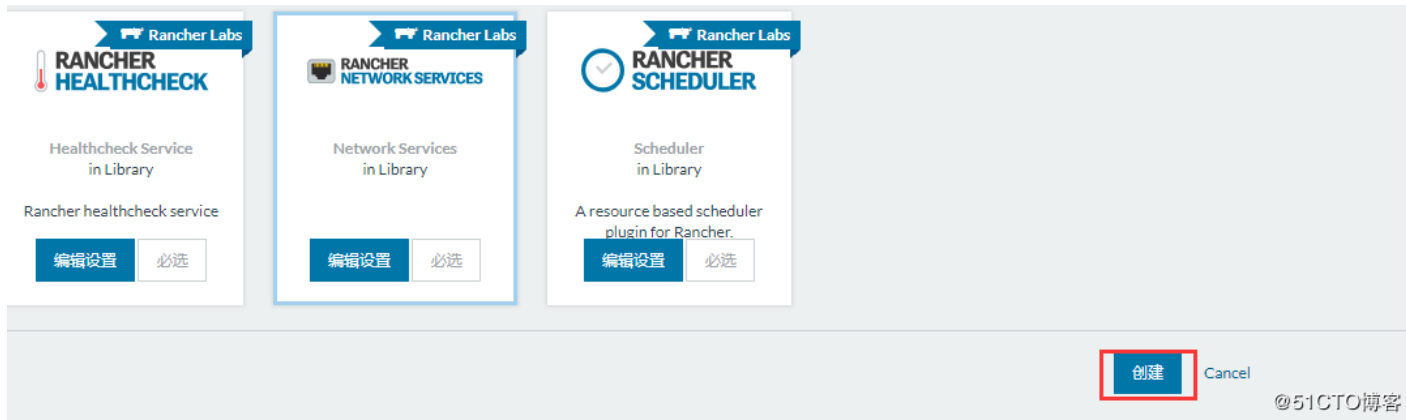 Rancher Labs
RANCHER
HEALTHCHECK
Healthcheck Service
in Library
Rancher healthcheck service
编辑设置
必选
Rancher Labs
RANCHER
NETWORK SERVICES
Network Services
in Library
编辑设置
必选
Rancher Labs
RANCHER
SCHEDULER
Scheduler
in Library
A resource based scheduler
plugin for Rancher.
编辑设置
必选
创建
Cancel
@51CTO博客